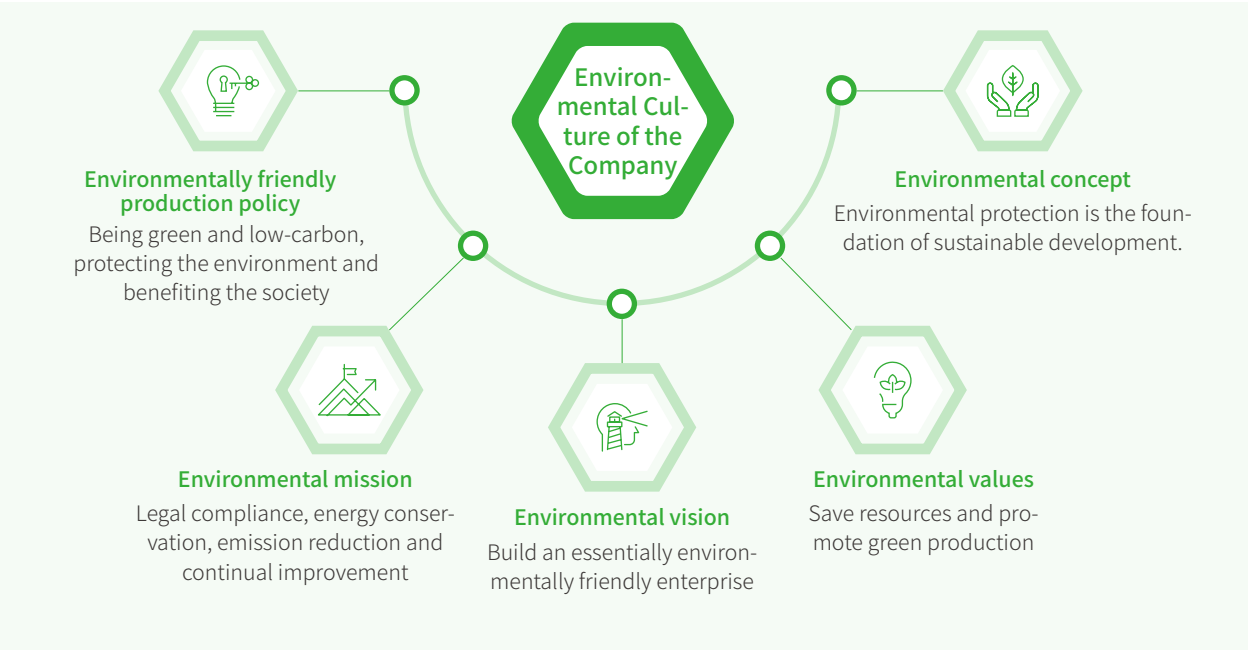 Environ-
mental Cul-
ture of the
Company
Environmentally friendly
production policy
Being green and low-carbon,
protecting the environment and
benefiting the society
Environmental concept
Environmental protection is the foun-
dation of sustainable development.
Environmental mission
Legal compliance, energy conser-
vation, emission reduction and
continual improvement
Environmental vision
Build an essentially environ-
mentally friendly enterprise
Environmental values
Save resources and pro-
mote green production